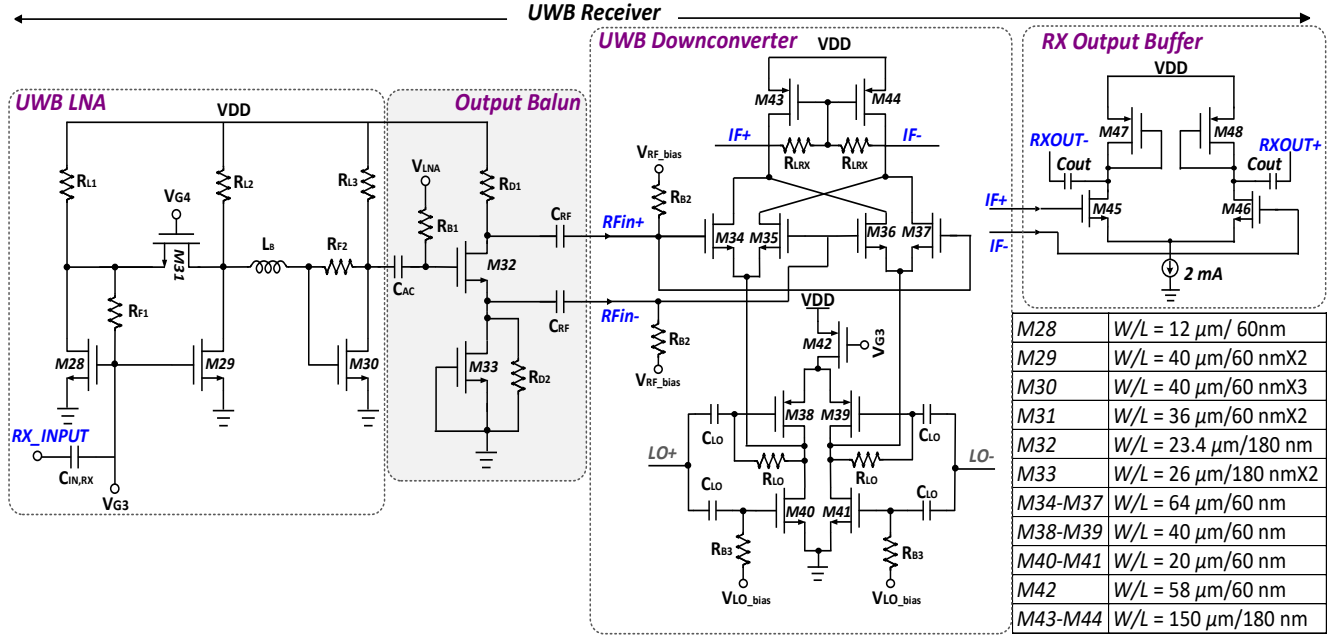 UWB Receiver
UWB LNA
VDD
RL1
RL2
RL3
VG4
M31
LB
RF2
RF1
M28
M29
M30
RX_INPUT
CIN,RX
VG3
Output Balun
VLNA
RB1
RD1
CAC
M32
CRF
CRF
M33
RD2
UWB Downconverter
VDD
M43
M44
IF+
IF-
RLRX
RLRX
VRF_bias
RB2
RFin+
M34
M35
M36
M37
RFin-
RB2
VRF_bias
VDD
M42
VG3
M38
M39
CLO
CLO
LO+
LO-
RLO
RLO
CLO
CLO
M40
M41
RB3
RB3
VLO_bias
VLO_bias
RX Output Buffer
VDD
M47
M48
RXOUT-
RXOUT+
Cout
Cout
IF+
M45
M46
IF-
2 mA
M28 W/L = 12 μm/ 60nm
M29 W/L = 40 μm/60 nmX2
M30 W/L = 40 μm/60 nmX3
M31 W/L = 36 μm/60 nmX2
M32 W/L = 23.4 μm/180 nm
M33 W/L = 26 μm/180 nmX2
M34-M37 W/L = 64 μm/60 nm
M38-M39 W/L = 40 μm/60 nm
M40-M41 W/L = 20 μm/60 nm
M42 W/L = 58 μm/60 nm
M43-M44 W/L = 150 μm/180 nm